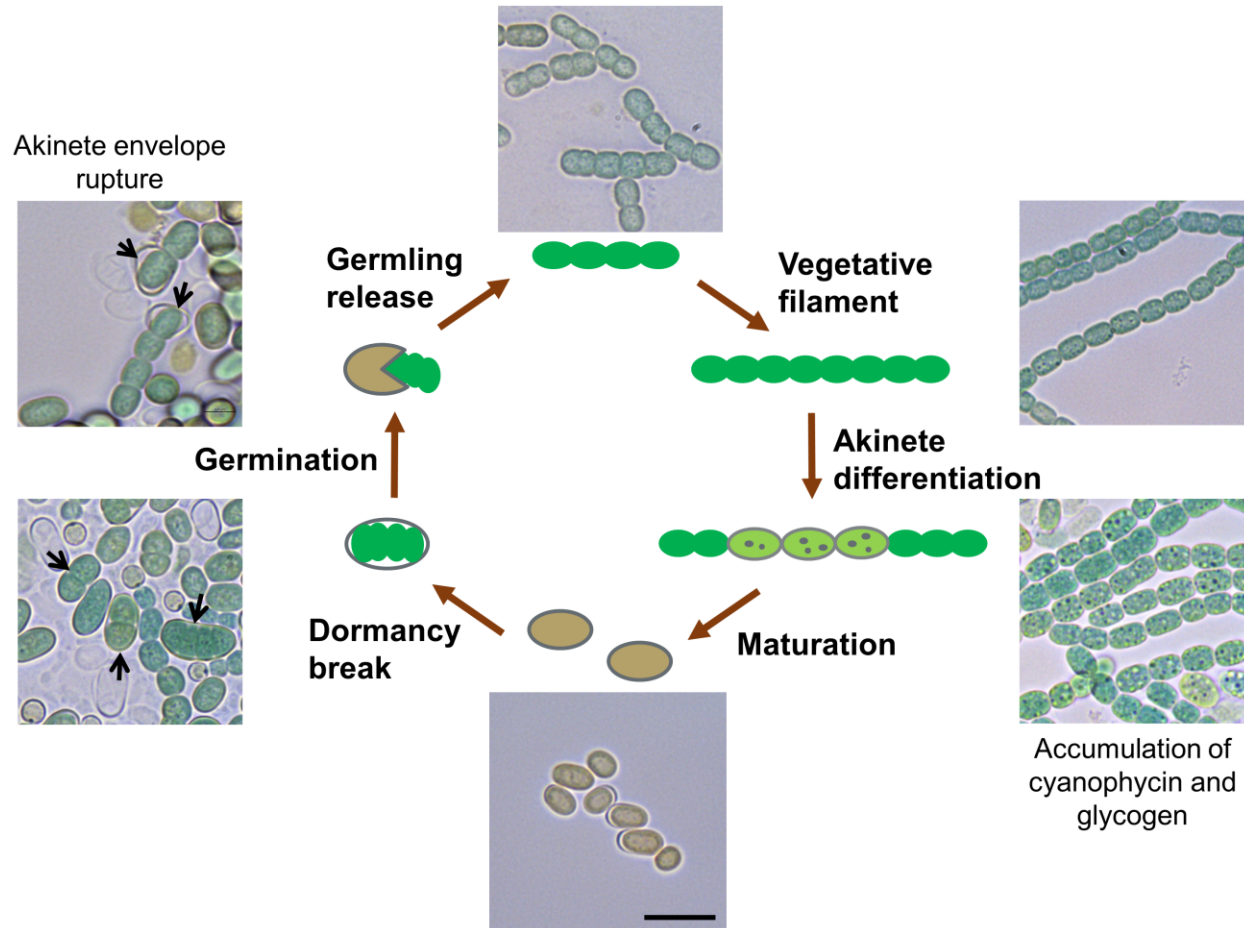 Akinete envelope
rupture
Germling
release
Vegetative
filament
Germination
Akinete
differentiation
Dormancy
break
Maturation
Accumulation of
cyanophycin and
glycogen